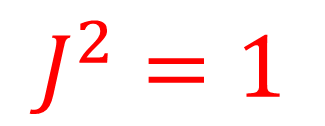 J² = 1